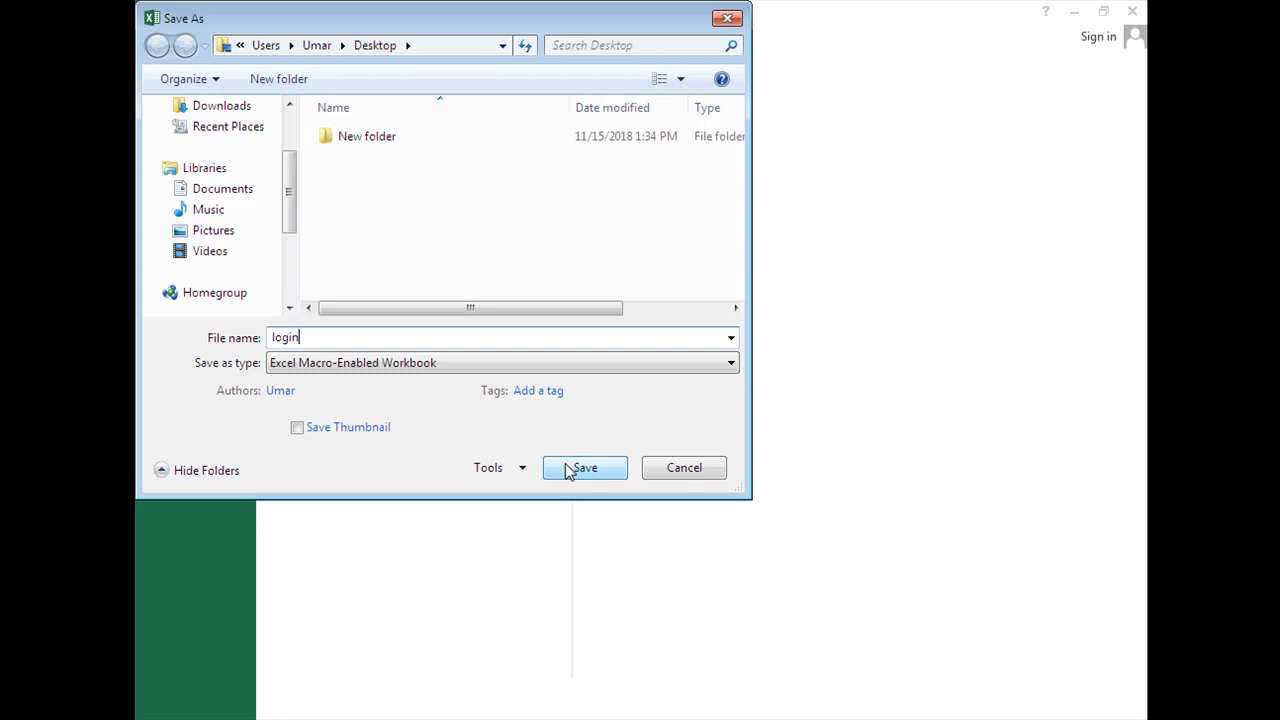 Save As
Sign in
Users Umar Desktop
Search Desktop
Organize
New folder
Downloads
Recent Places
Libraries
Documents
Music
Pictures
Videos
Homegroup
Name Date modified Type
New folder 11/15/2018 1:34 PM File folder
File name: login
Save as type: Excel Macro-Enabled Workbook
Authors: Umar Tags: Add a tag
Save Thumbnail
Hide Folders
Tools
Save
Cancel